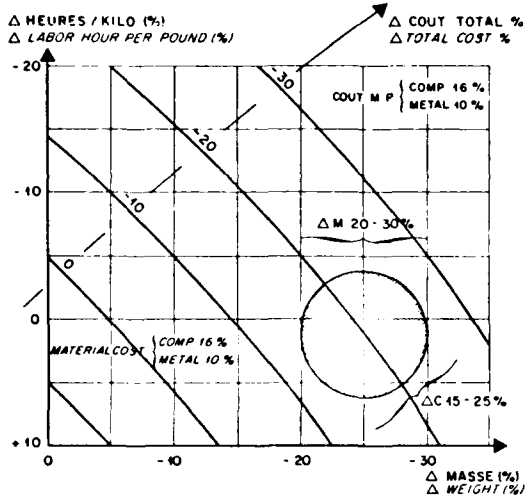 Δ HEURES / KILO (%)
Δ LABOR HOUR PER POUND (%)
Δ COUT TOTAL %
Δ TOTAL COST %
-20
-30
COUT M P { COMP 16 %
METAL 10 %
-20
-10
-10
Δ M 20-30%
0
0
MATERIAL COST { COMP 16 %
METAL 10 %
ΔC 15-25%
+10
0
-10
-20
-30
Δ MASSE (%)
Δ WEIGHT (%)